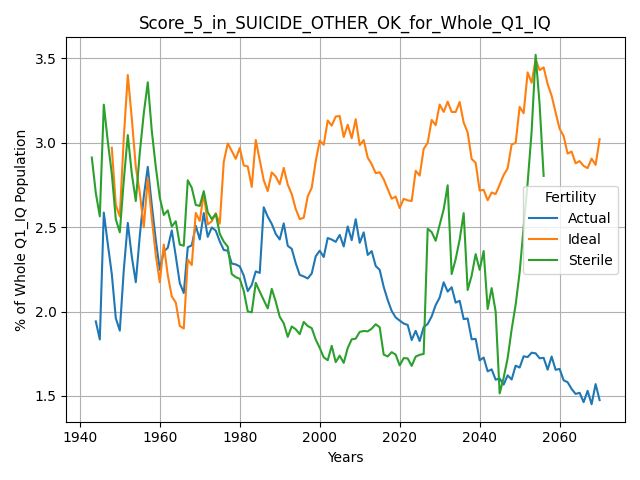 Score_5_in_SUICIDE_OTHER_OK_for_Whole_Q1_IQ
% of Whole Q1_IQ Population
3.5
3.0
2.5
2.0
1.5
Fertility
Actual
Ideal
Sterile
1940 1960 1980 2000 2020 2040 2060
Years